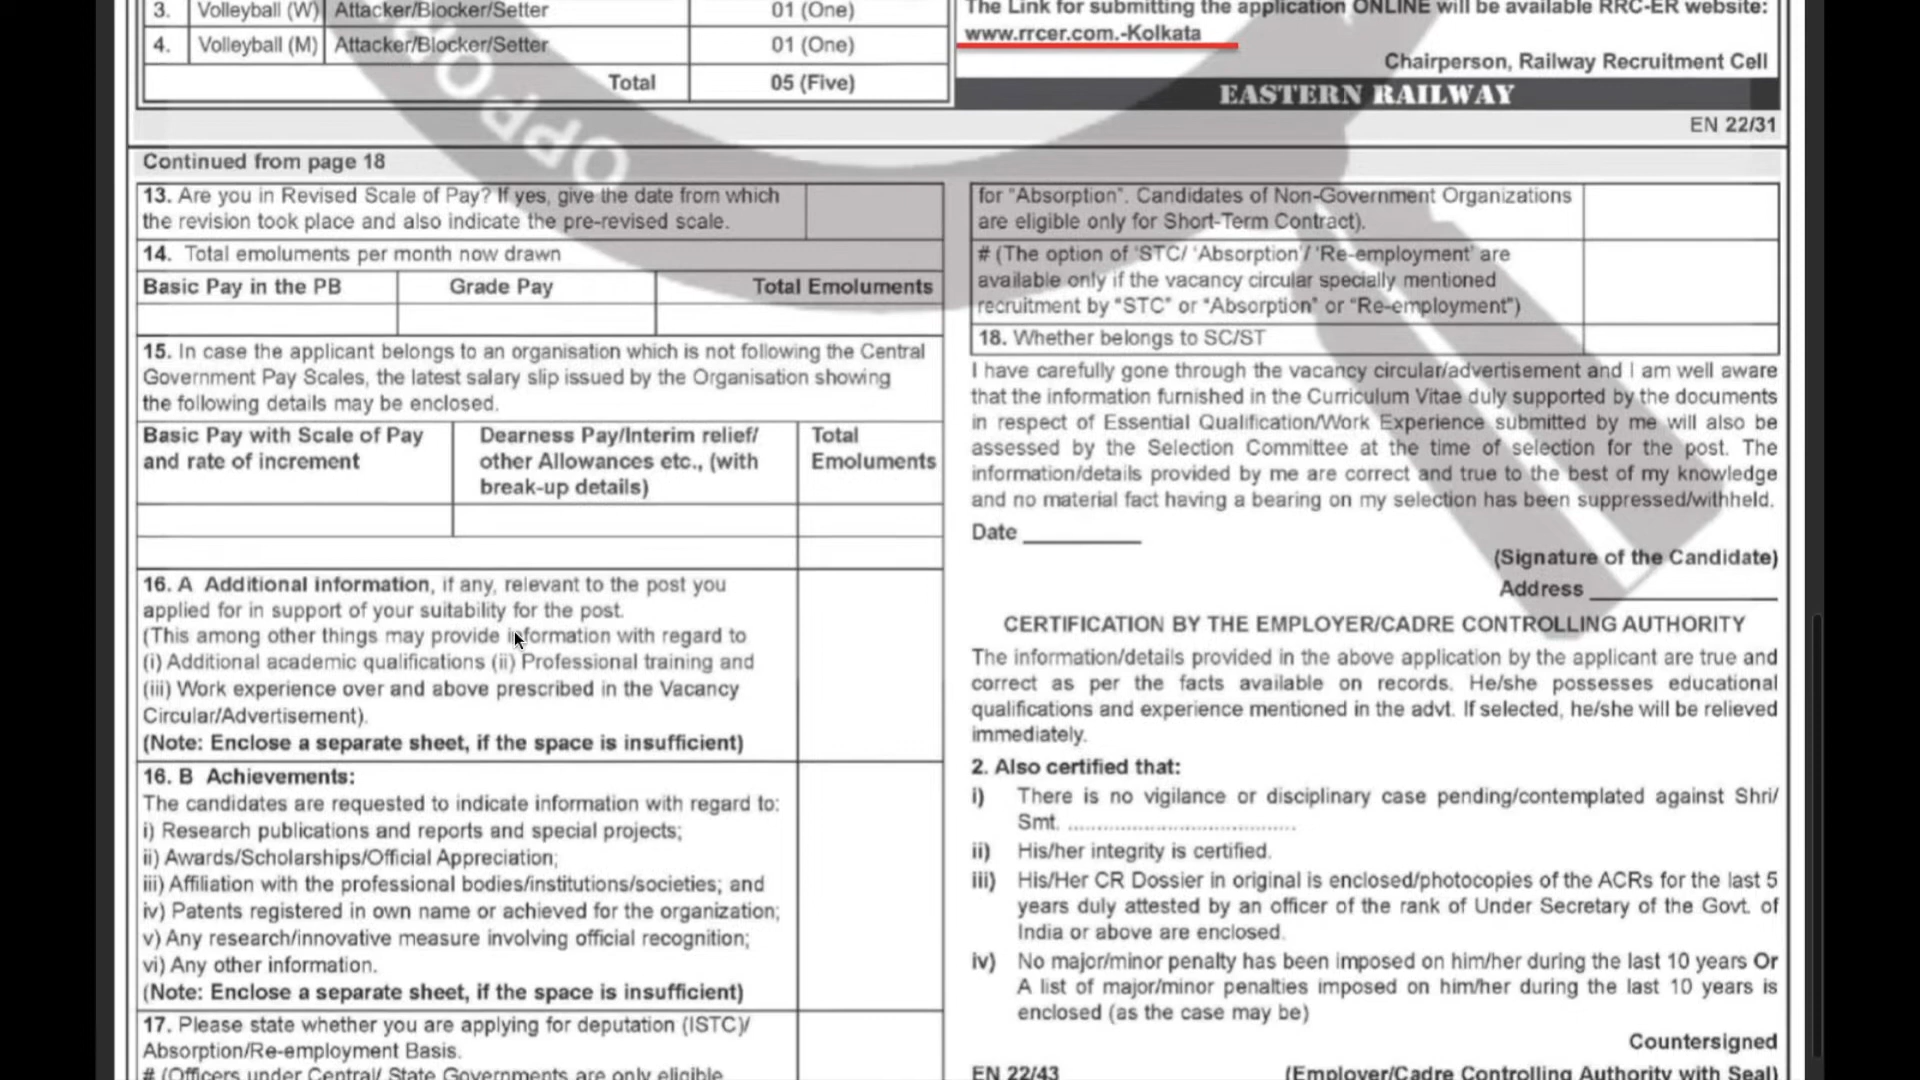 3. Volleyball (W) Attacker/Blocker/Setter 01 (One)
4. Volleyball (M) Attacker/Blocker/Setter 01 (One)
Total 05 (Five)
The Link for submitting the application ONLINE will be available RRC-ER website:
www.rrcer.com.-Kolkata
Chairperson, Railway Recruitment Cell
EASTERN RAILWAY
EN 22/31
OPPOR
Continued from page 18
13. Are you in Revised Scale of Pay? If yes, give the date from which
the revision took place and also indicate the pre-revised scale.
14. Total emoluments per month now drawn
Basic Pay in the PB Grade Pay Total Emoluments
15. In case the applicant belongs to an organisation which is not following the Central
Government Pay Scales, the latest salary slip issued by the Organisation showing
the following details may be enclosed.
Basic Pay with Scale of Pay
and rate of increment
Dearness Pay/Interim relief/
other Allowances etc., (with
break-up details)
Total
Emoluments
16. A Additional information, if any, relevant to the post you
applied for in support of your suitability for the post.
(This among other things may provide information with regard to
(i) Additional academic qualifications (ii) Professional training and
(iii) Work experience over and above prescribed in the Vacancy
Circular/Advertisement).
(Note: Enclose a separate sheet, if the space is insufficient)
16. B Achievements:
The candidates are requested to indicate information with regard to:
i) Research publications and reports and special projects;
ii) Awards/Scholarships/Official Appreciation;
iii) Affiliation with the professional bodies/institutions/societies; and
iv) Patents registered in own name or achieved for the organization;
v) Any research/innovative measure involving official recognition;
vi) Any other information.
(Note: Enclose a separate sheet, if the space is insufficient)
17. Please state whether you are applying for deputation (ISTC)/
Absorption/Re-employment Basis.
# (Officers under Central/ State Governments are only eligible
for "Absorption". Candidates of Non-Government Organizations
are eligible only for Short-Term Contract).
# (The option of 'STC/ 'Absorption'/ 'Re-employment' are
available only if the vacancy circular specially mentioned
recruitment by "STC" or "Absorption" or "Re-employment")
18. Whether belongs to SC/ST
I have carefully gone through the vacancy circular/advertisement and I am well aware
that the information furnished in the Curriculum Vitae duly supported by the documents
in respect of Essential Qualification/Work Experience submitted by me will also be
assessed by the Selection Committee at the time of selection for the post. The
information/details provided by me are correct and true to the best of my knowledge
and no material fact having a bearing on my selection has been suppressed/withheld.
Date
(Signature of the Candidate)
Address
CERTIFICATION BY THE EMPLOYER/CADRE CONTROLLING AUTHORITY
The information/details provided in the above application by the applicant are true and
correct as per the facts available on records. He/she possesses educational
qualifications and experience mentioned in the advt. If selected, he/she will be relieved
immediately.
2. Also certified that:
i) There is no vigilance or disciplinary case pending/contemplated against Shri/
Smt. ......................................
ii) His/her integrity is certified.
iii) His/Her CR Dossier in original is enclosed/photocopies of the ACRs for the last 5
years duly attested by an officer of the rank of Under Secretary of the Govt. of
India or above are enclosed.
iv) No major/minor penalty has been imposed on him/her during the last 10 years Or
A list of major/minor penalties imposed on him/her during the last 10 years is
enclosed (as the case may be)
Countersigned
EN 22/43 (Employer/Cadre Controlling Authority with Seal)